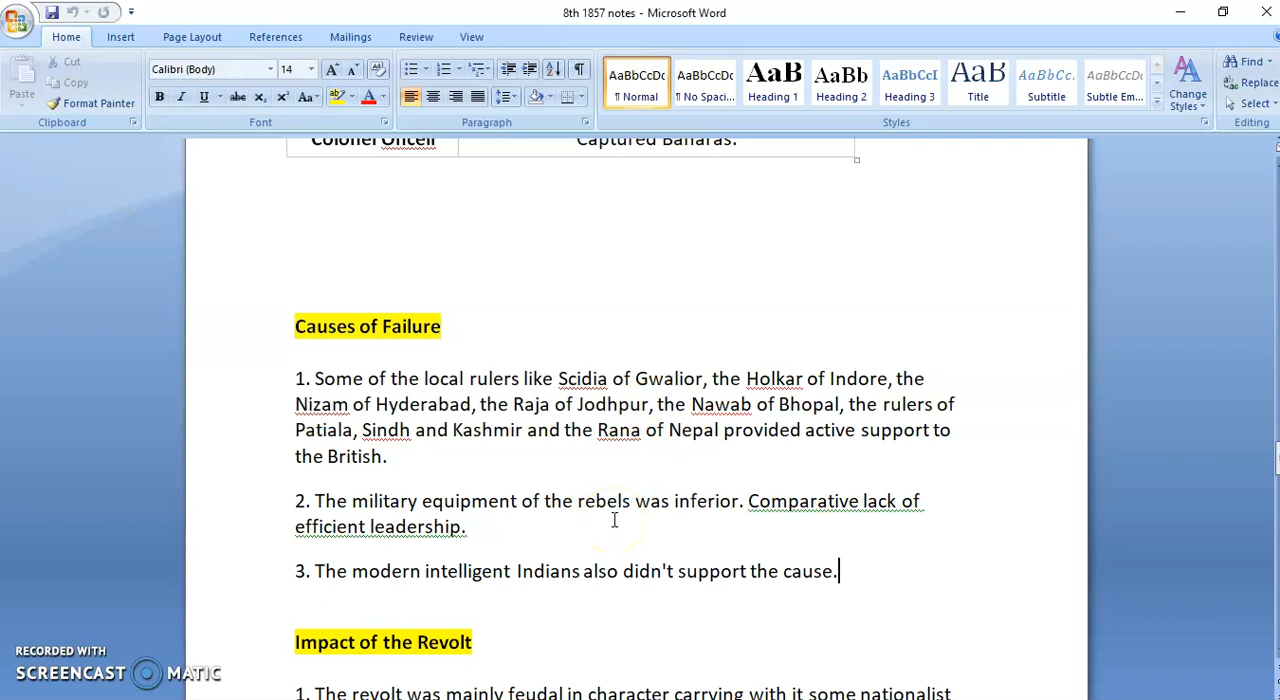 8th 1857 notes - Microsoft Word
Home Insert Page Layout References Mailings Review View
Paste Cut Copy Format Painter Clipboard
Calibri (Body) 14 Font
Paragraph
AaBbCcDc AaBbCcDc AaB AaBb AaBbCcI AaB AaBbCc. AaBbCcDc
¶ Normal ¶ No Spaci... Heading 1 Heading 2 Heading 3 Title Subtitle Subtle Em...
Change Styles Styles
Find Replace Select Editing
Captured Banaras.
Causes of Failure
1. Some of the local rulers like Scidia of Gwalior, the Holkar of Indore, the
Nizam of Hyderabad, the Raja of Jodhpur, the Nawab of Bhopal, the rulers of
Patiala, Sindh and Kashmir and the Rana of Nepal provided active support to
the British.
2. The military equipment of the rebels was inferior. Comparative lack of
efficient leadership.
3. The modern intelligent Indians also didn't support the cause.
Impact of the Revolt
1. The revolt was mainly feudal in character carrying with it some nationalist
RECORDED WITH
SCREENCAST MATIC